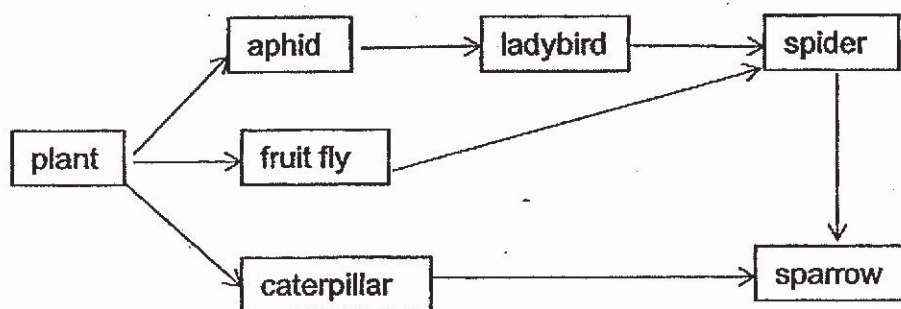 aphid
ladybird
spider
plant
fruit fly
caterpillar
sparrow